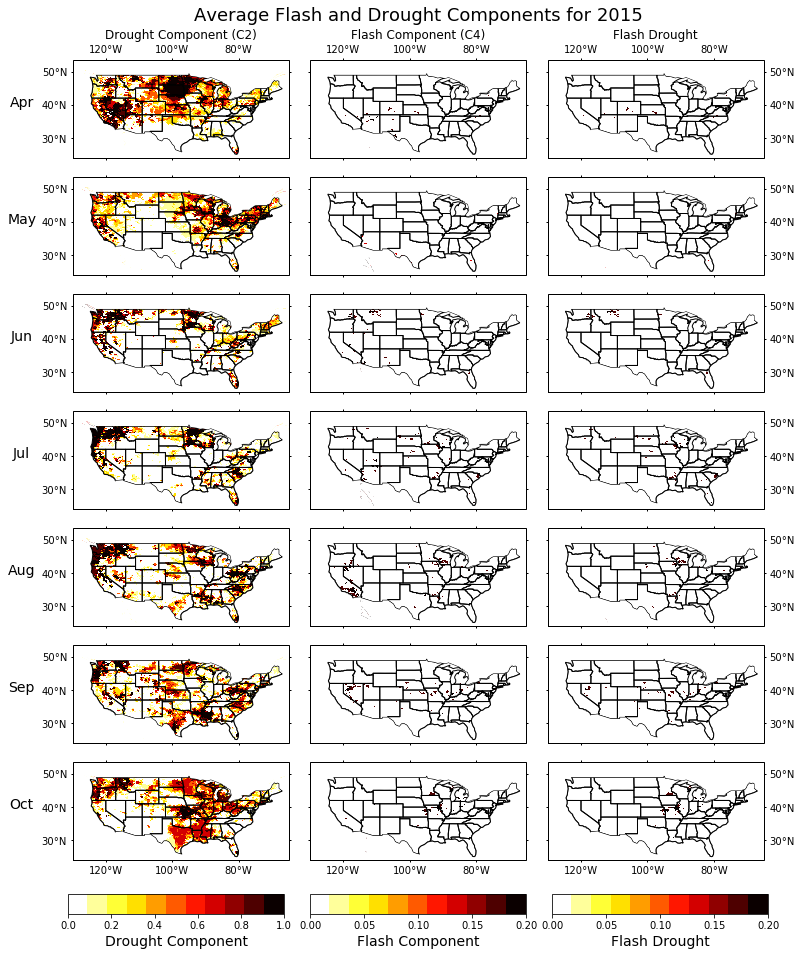 Average Flash and Drought Components for 2015
Drought Component (C2) Flash Component (C4) Flash Drought
120°W 100°W 80°W 120°W 100°W 80°W 120°W 100°W 80°W
50°N 50°N
Apr 40°N 40°N
30°N 30°N
50°N 50°N
May 40°N 40°N
30°N 30°N
50°N 50°N
Jun 40°N 40°N
30°N 30°N
50°N 50°N
Jul 40°N 40°N
30°N 30°N
50°N 50°N
Aug 40°N 40°N
30°N 30°N
50°N 50°N
Sep 40°N 40°N
30°N 30°N
50°N 50°N
Oct 40°N 40°N
30°N 30°N
120°W 100°W 80°W 120°W 100°W 80°W 120°W 100°W 80°W
0.0 0.2 0.4 0.6 0.8 1.0 0.00 0.05 0.10 0.15 0.20 0.00 0.05 0.10 0.15 0.20
Drought Component Flash Component Flash Drought